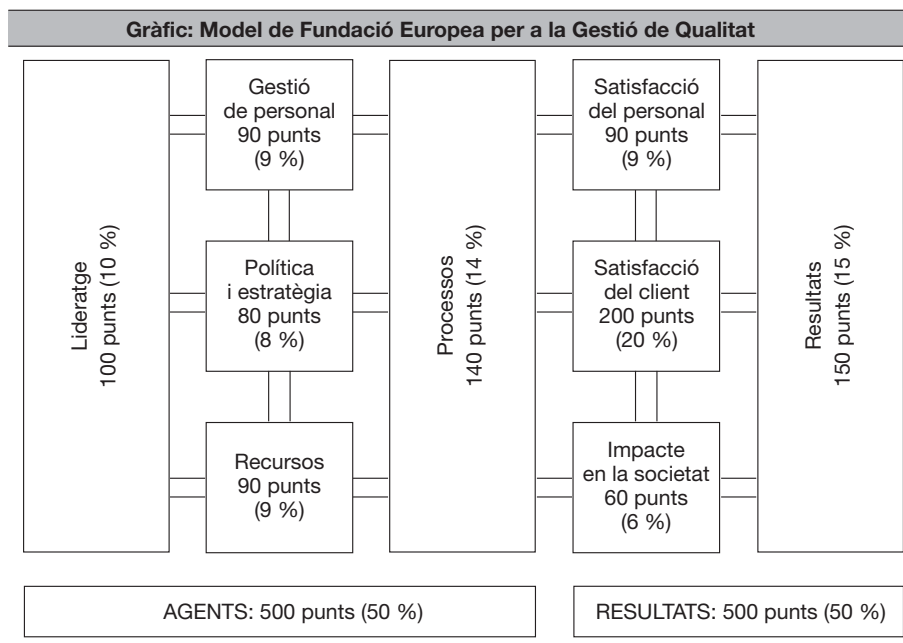 Gràfic: Model de Fundació Europea per a la Gestió de Qualitat
Lideratge
100 punts (10 %)
Gestió
de personal
90 punts
(9 %)
Política
i estratègia
80 punts
(8 %)
Recursos
90 punts
(9 %)
Processos
140 punts (14 %)
Satisfacció
del personal
90 punts
(9 %)
Satisfacció
del client
200 punts
(20 %)
Impacte
en la societat
60 punts
(6 %)
Resultats
150 punts (15 %)
AGENTS: 500 punts (50 %)
RESULTATS: 500 punts (50 %)